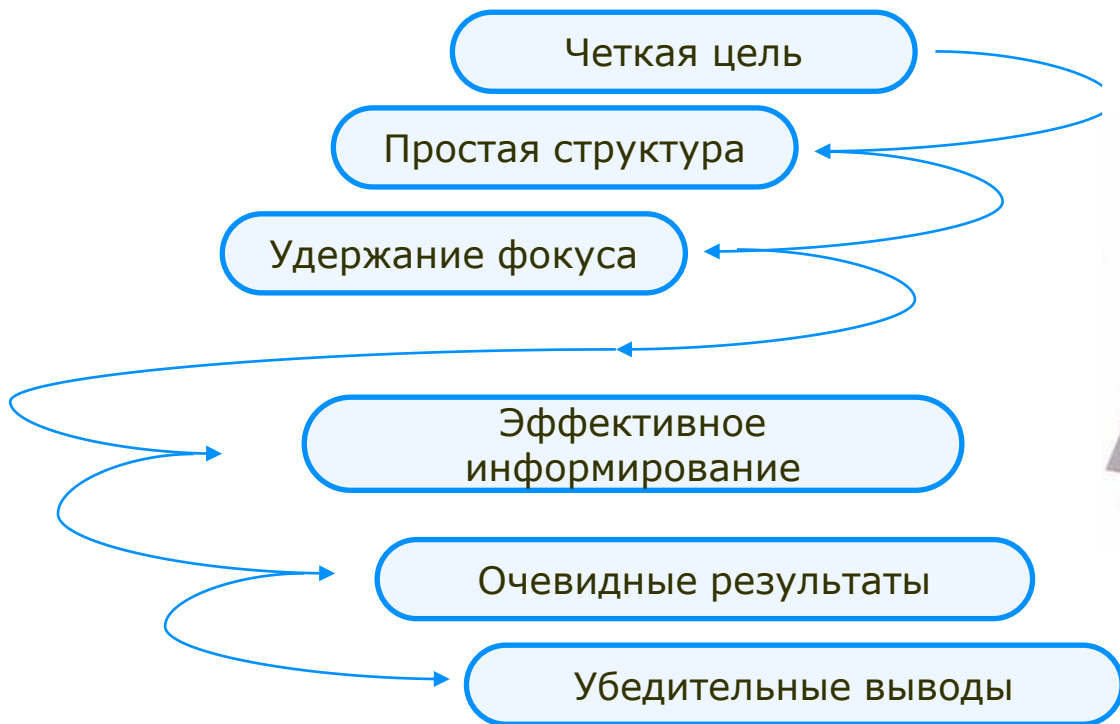 Четкая цель
Простая структура
Удержание фокуса
Эффективное
информирование
Очевидные результаты
Убедительные выводы